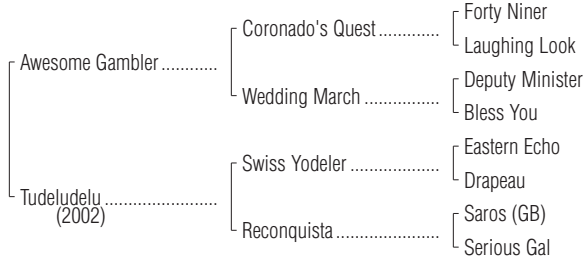 Forty Niner
Coronado's Quest.............
Laughing Look
Awesome Gambler............
Deputy Minister
Wedding March................
Bless You
Eastern Echo
Swiss Yodeler...................
Drapeau
Tudeludelu........................
(2002)
Saros (GB)
Reconquista......................
Serious Gal